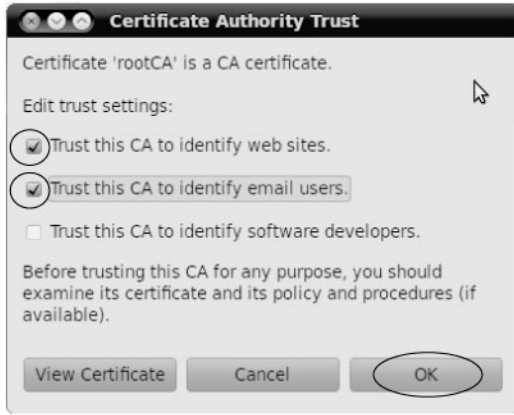 Certificate Authority Trust
Certificate 'rootCA' is a CA certificate.
Edit trust settings:
Trust this CA to identify web sites.
Trust this CA to identify email users.
Trust this CA to identify software developers.
Before trusting this CA for any purpose, you should
examine its certificate and its policy and procedures (if
available).
View Certificate
Cancel
OK